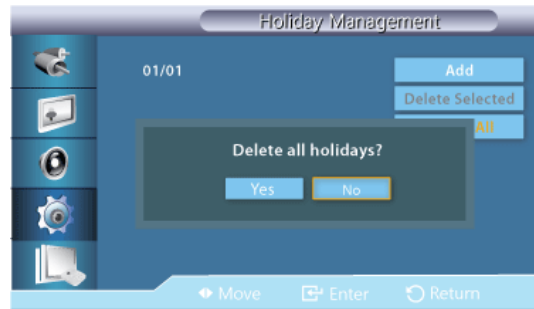 Holiday Management
01/01
Add
Delete Selected
All
Delete all holidays?
Yes
No
Move
Enter
Return